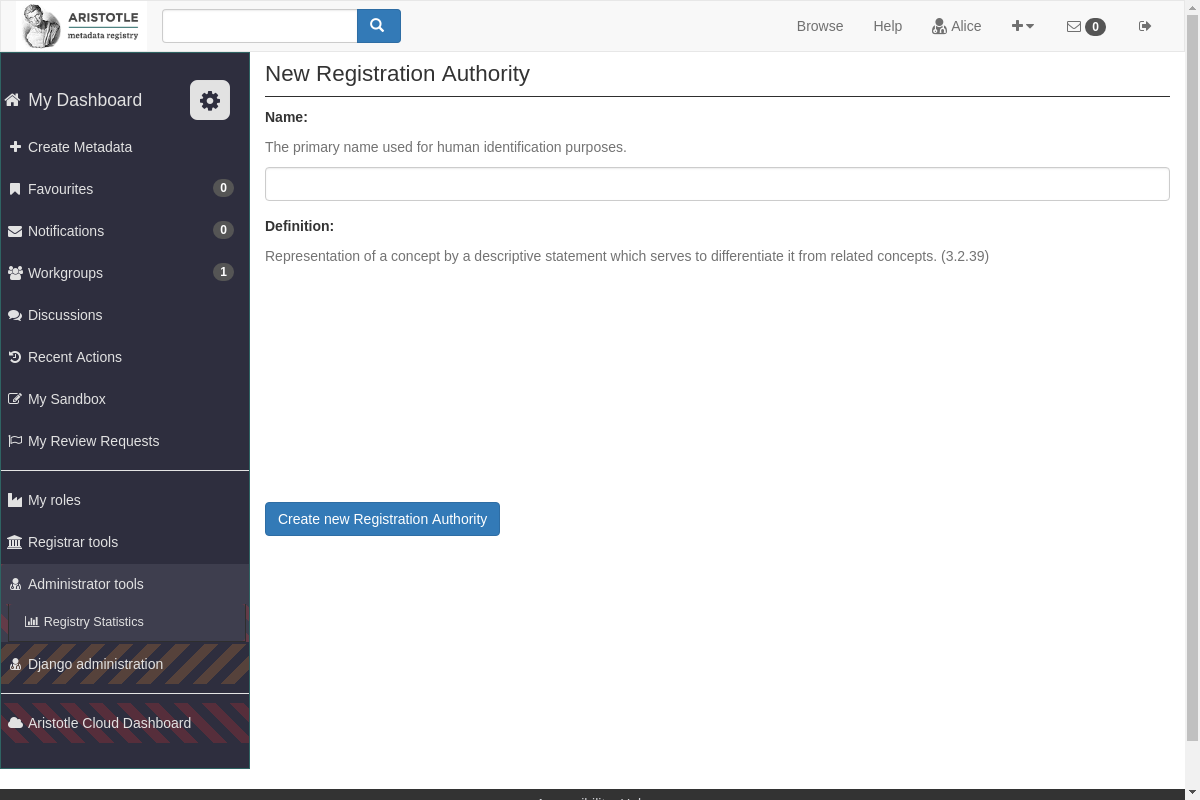 ARISTOTLE
metadata registry
Browse
Help
Alice
0
My Dashboard
Create Metadata
Favourites 0
Notifications 0
Workgroups 1
Discussions
Recent Actions
My Sandbox
My Review Requests
My roles
Registrar tools
Administrator tools
Registry Statistics
Django administration
Aristotle Cloud Dashboard
New Registration Authority
Name:
The primary name used for human identification purposes.
Definition:
Representation of a concept by a descriptive statement which serves to differentiate it from related concepts. (3.2.39)
Create new Registration Authority